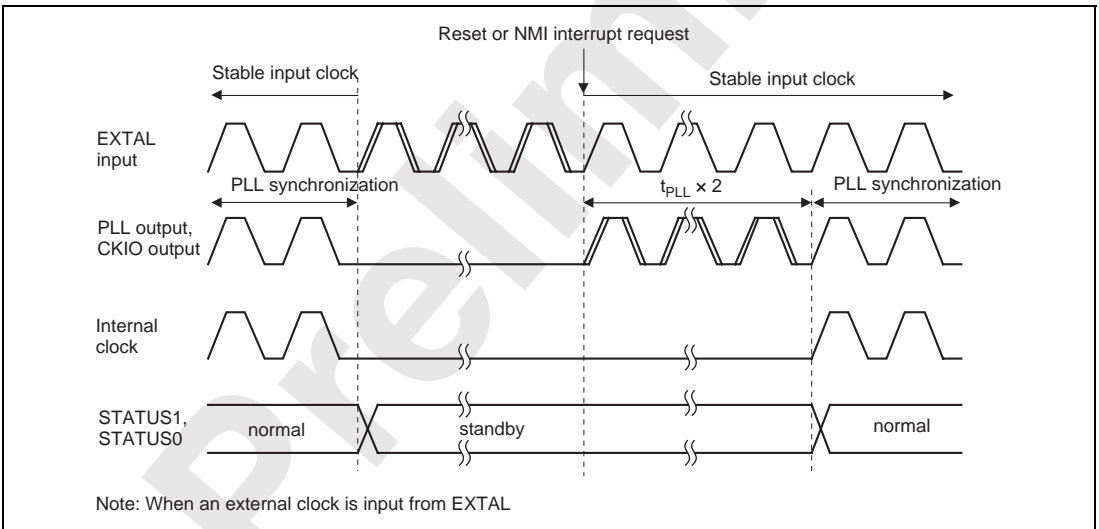 Reset or NMI interrupt request
Stable input clock
Stable input clock
EXTAL
input
PLL synchronization
tPLL × 2
PLL synchronization
PLL output,
CKIO output
Internal
clock
STATUS1,
STATUS0
normal
standby
normal
Note: When an external clock is input from EXTAL
Prelim